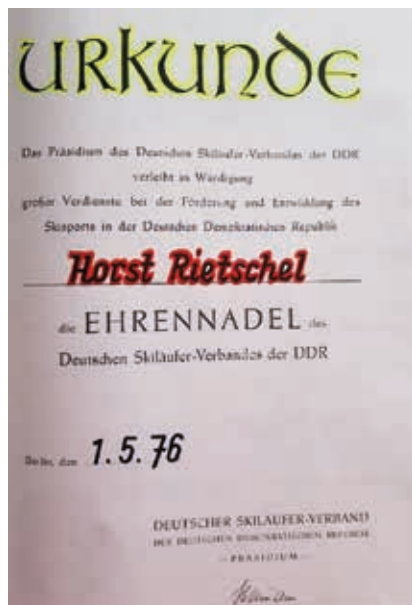 URKUNDE
Das Präsidium des Deutschen Skiläufer-Verbandes der DDR
verleiht in Würdigung
großer Verdienste bei der Förderung und Entwicklung des
Skisports in der Deutschen Demokratischen Republik
Horst Rietschel
die EHRENNADEL des
Deutschen Skiläufer-Verbandes der DDR
Berlin, den 1.5.76
DEUTSCHER SKILÄUFER-VERBAND
DER DEUTSCHEN DEMOKRATISCHEN REPUBLIK
- PRÄSIDIUM -